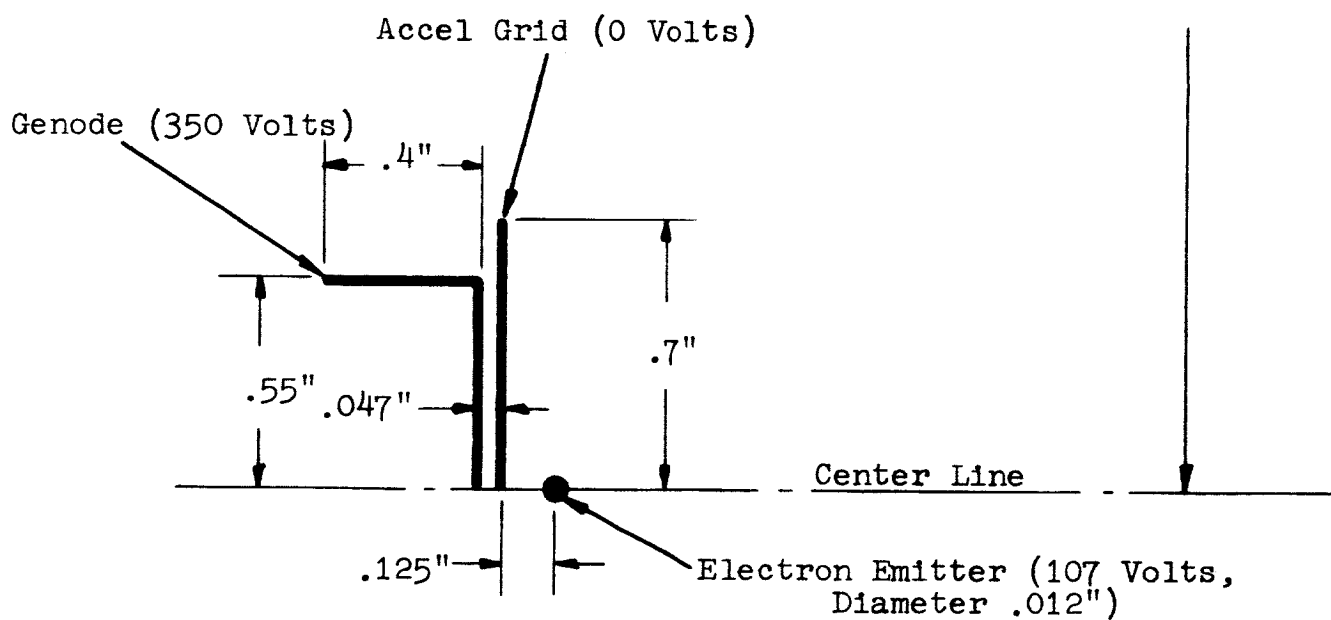 Accel Grid (0 Volts)
Genode (350 Volts)
.4"
.7"
.55" .047"
Center Line
.125"
Electron Emitter (107 Volts,
Diameter .012")